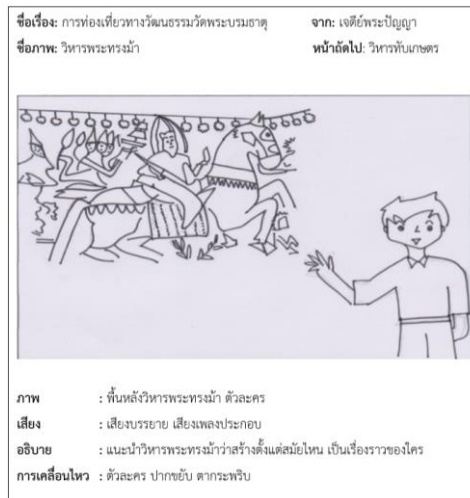 ชื่อเรื่อง: การท่องเที่ยวทางวัฒนธรรมวัดพระบรมธาตุ จาก: เจดีย์พระปัญญา
ชื่อภาพ: วิหารพระทรงม้า หน้าถัดไป: วิหารทับเกษตร
ภาพ : พื้นหลังวิหารพระทรงม้า ตัวละคร
เสียง : เสียงบรรยาย เสียงเพลงประกอบ
อธิบาย : แนะนำวิหารพระทรงม้าว่าสร้างตั้งแต่สมัยไหน เป็นเรื่องราวของใคร
การเคลื่อนไหว : ตัวละคร ปากขยับ ตากระพริบ